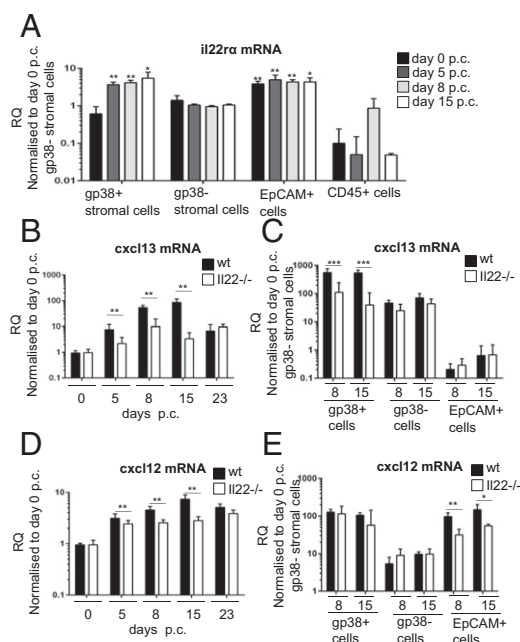 A
il22rα mRNA
RQ
Normalised to day 0 p.c.
gp38- stromal cells
10
1
0.1
0.01
** ** *
** ** ** *
day 0 p.c.
day 5 p.c.
day 8 p.c.
day 15 p.c.
gp38+
stromal cells
gp38-
stromal cells
EpCAM+
cells
CD45+ cells
B
cxcl13 mRNA
wt
Il22-/-
RQ
Normalised to day 0 p.c.
1000
100
10
1
0.1
**
**
**
0 5 8 15 23
days p.c.
C
cxcl13 mRNA
wt
Il22-/-
RQ
Normalised to day 0 p.c.
gp38- stromal cells
1000
100
10
1
0.1
***
***
8 15 8 15 8 15
gp38+
cells
gp38-
cells
EpCAM+
cells
D
cxcl12 mRNA
wt
Il22-/-
RQ
Normalised to day 0 p.c.
10
1
0.1
**
**
**
0 5 8 15 23
days p.c.
E
cxcl12 mRNA
wt
Il22-/-
RQ
Normalised to day 0 p.c.
gp38- stromal cells
1000
100
10
1
**
*
8 15 8 15 8 15
gp38+
cells
gp38-
cells
EpCAM+
cells